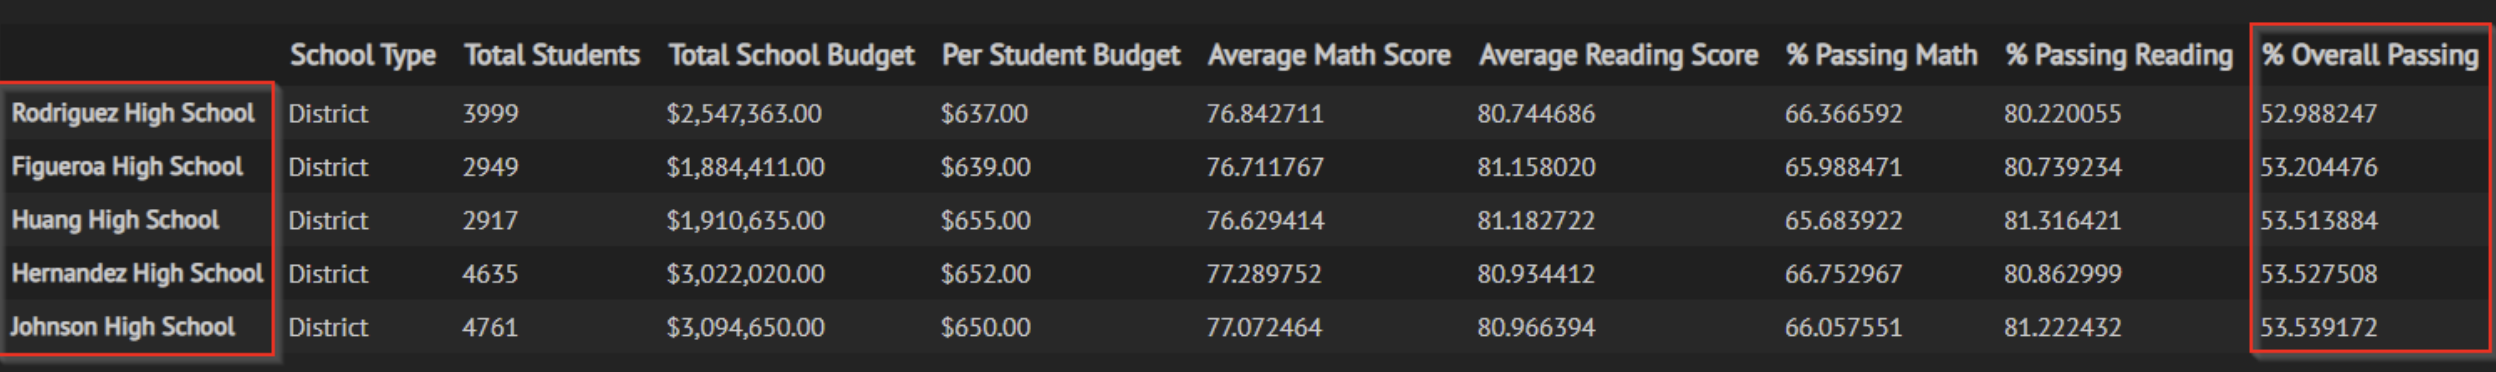 School Type Total Students Total School Budget Per Student Budget Average Math Score Average Reading Score % Passing Math % Passing Reading % Overall Passing
Rodriguez High School District 3999 $2,547,363.00 $637.00 76.842711 80.744686 66.366592 80.220055 52.988247
Figueroa High School District 2949 $1,884,411.00 $639.00 76.711767 81.158020 65.988471 80.739234 53.204476
Huang High School District 2917 $1,910,635.00 $655.00 76.629414 81.182722 65.683922 81.316421 53.513884
Hernandez High School District 4635 $3,022,020.00 $652.00 77.289752 80.934412 66.752967 80.862999 53.527508
Johnson High School District 4761 $3,094,650.00 $650.00 77.072464 80.966394 66.057551 81.222432 53.539172